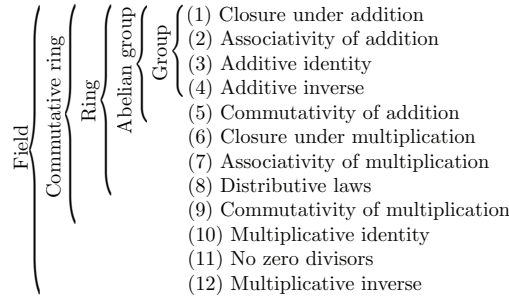 Field
Commutative ring
Ring
Abelian group
Group
(1) Closure under addition
(2) Associativity of addition
(3) Additive identity
(4) Additive inverse
(5) Commutativity of addition
(6) Closure under multiplication
(7) Associativity of multiplication
(8) Distributive laws
(9) Commutativity of multiplication
(10) Multiplicative identity
(11) No zero divisors
(12) Multiplicative inverse